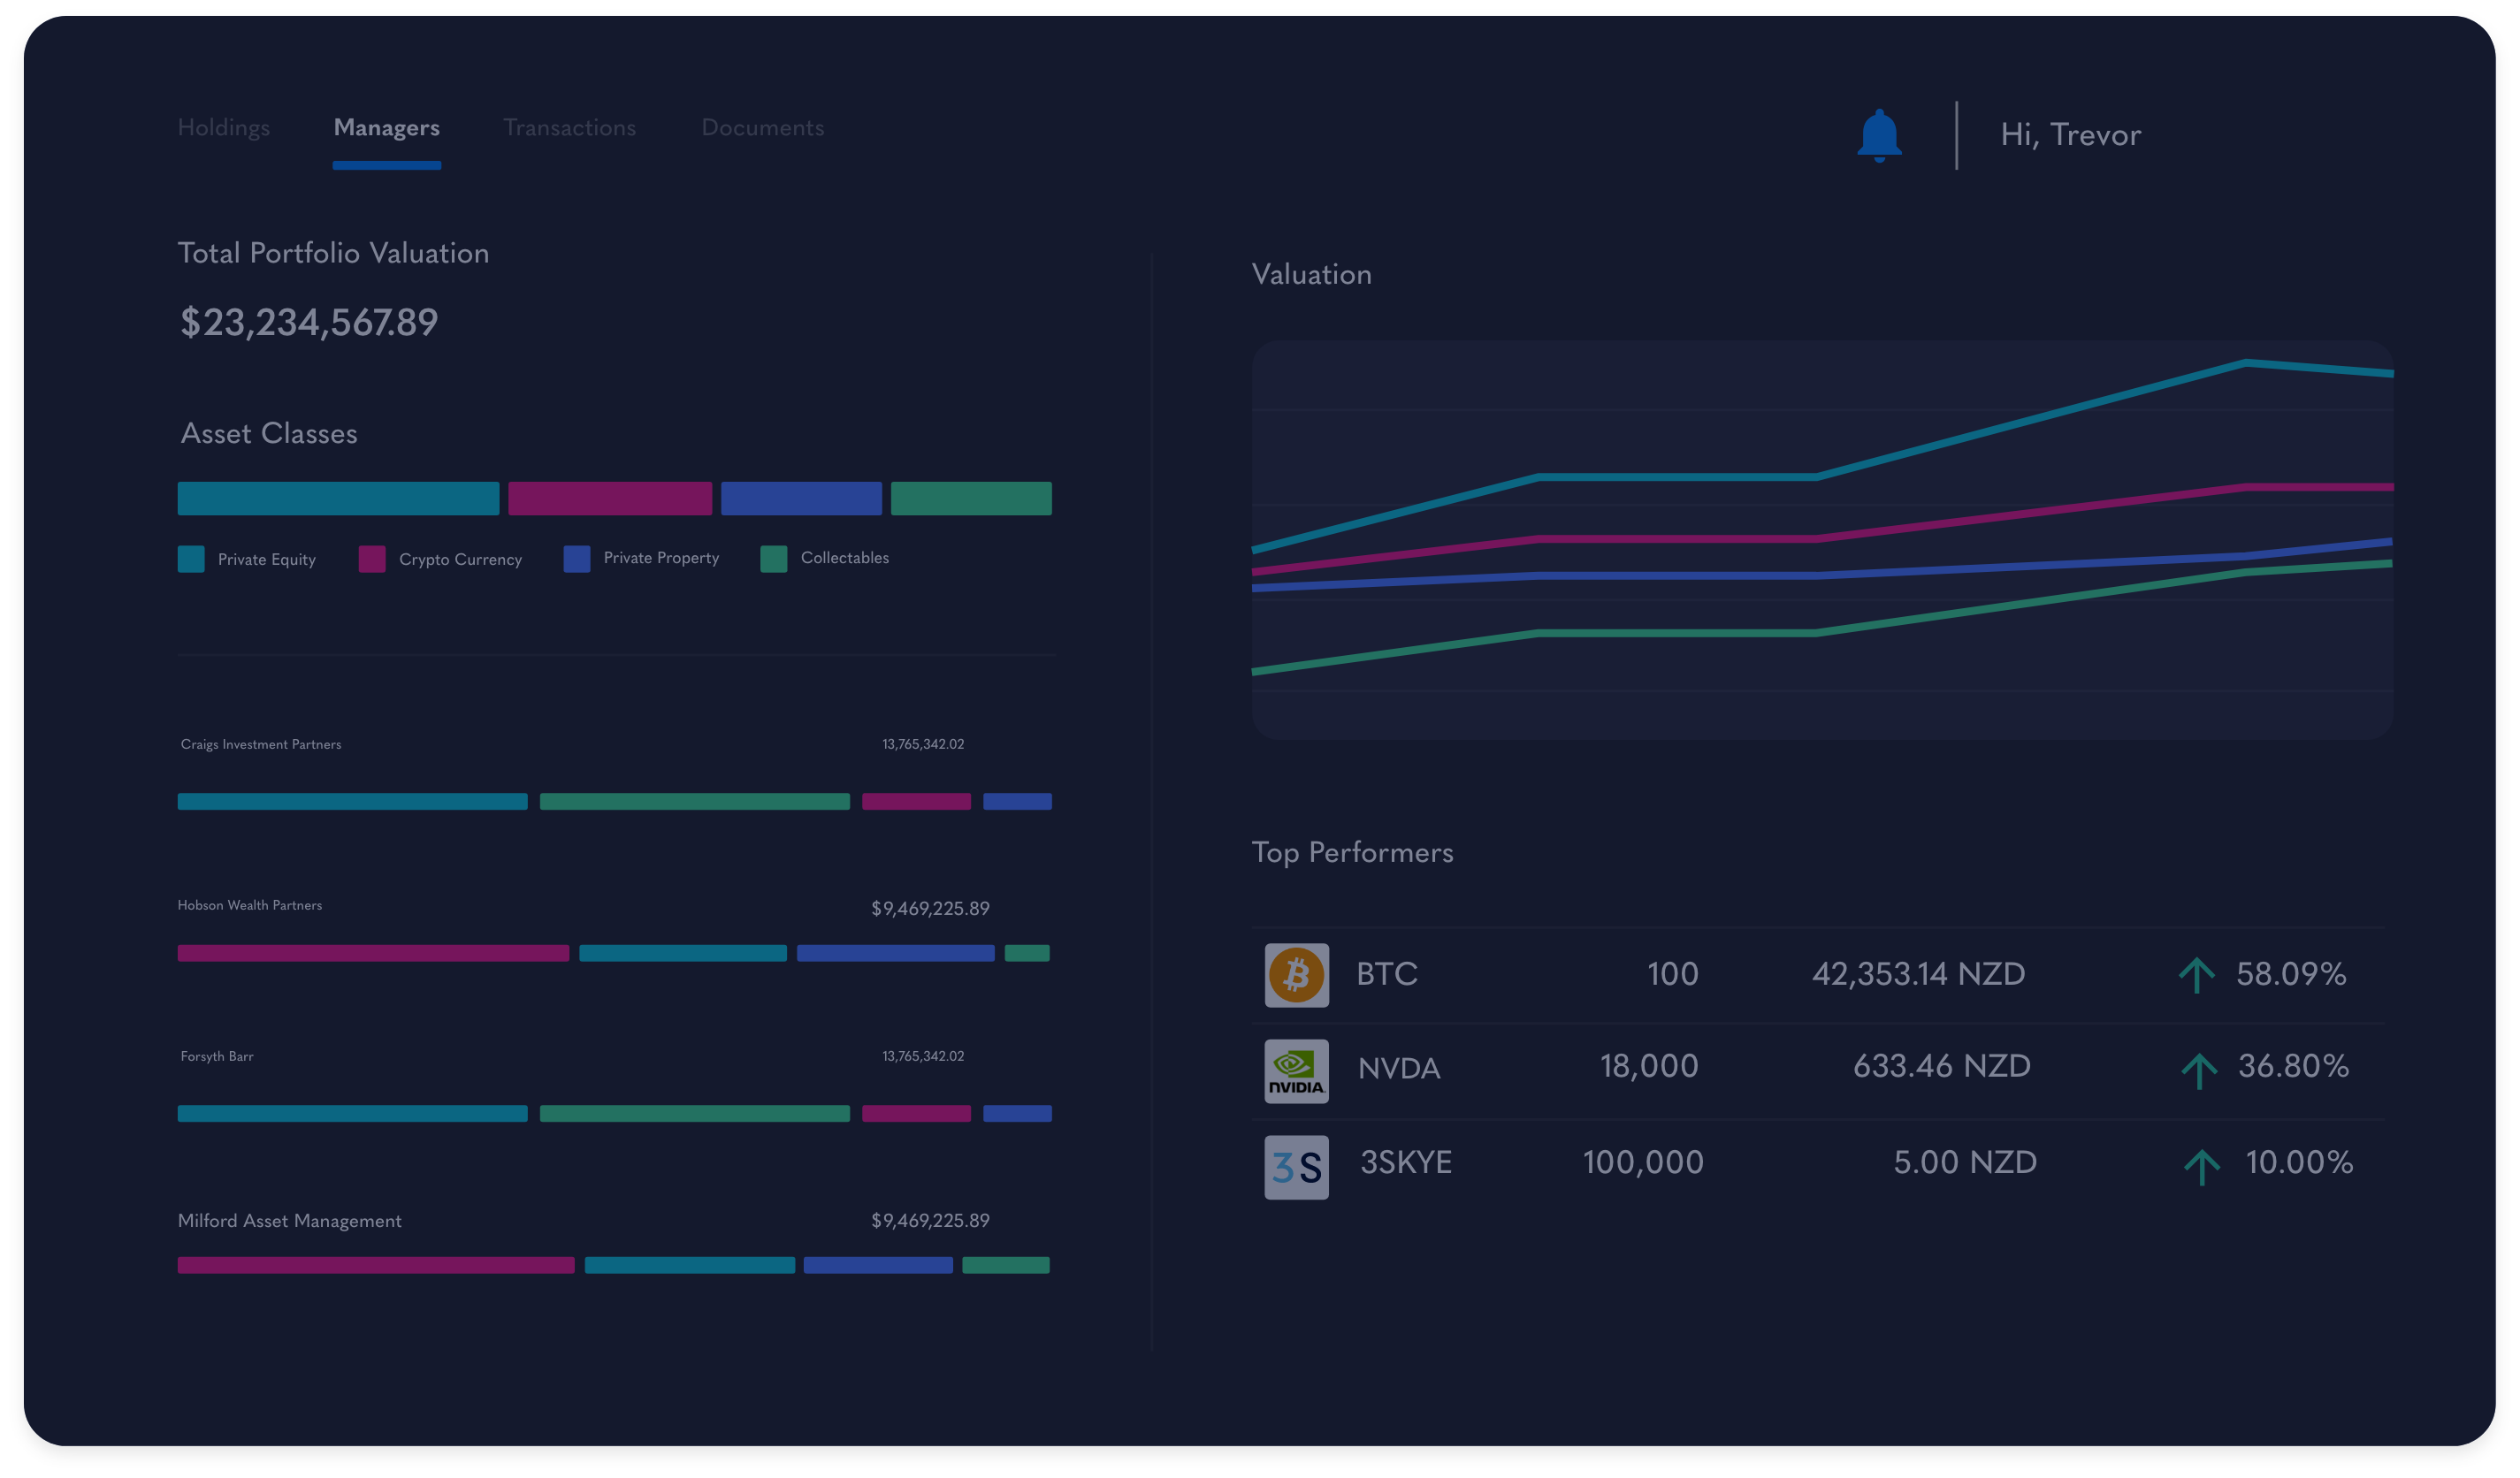 Holdings Managers Transactions Documents
Hi, Trevor
Total Portfolio Valuation
$23,234,567.89
Asset Classes
Private Equity Crypto Currency Private Property Collectables
Craigs Investment Partners 13,765,342.02
Hobson Wealth Partners $9,469,225.89
Forsyth Barr 13,765,342.02
Milford Asset Management $9,469,225.89
Valuation
Top Performers
BTC 100 42,353.14 NZD 58.09%
NVIDIA. NVDA 18,000 633.46 NZD 36.80%
3S 3SKYE 100,000 5.00 NZD 10.00%